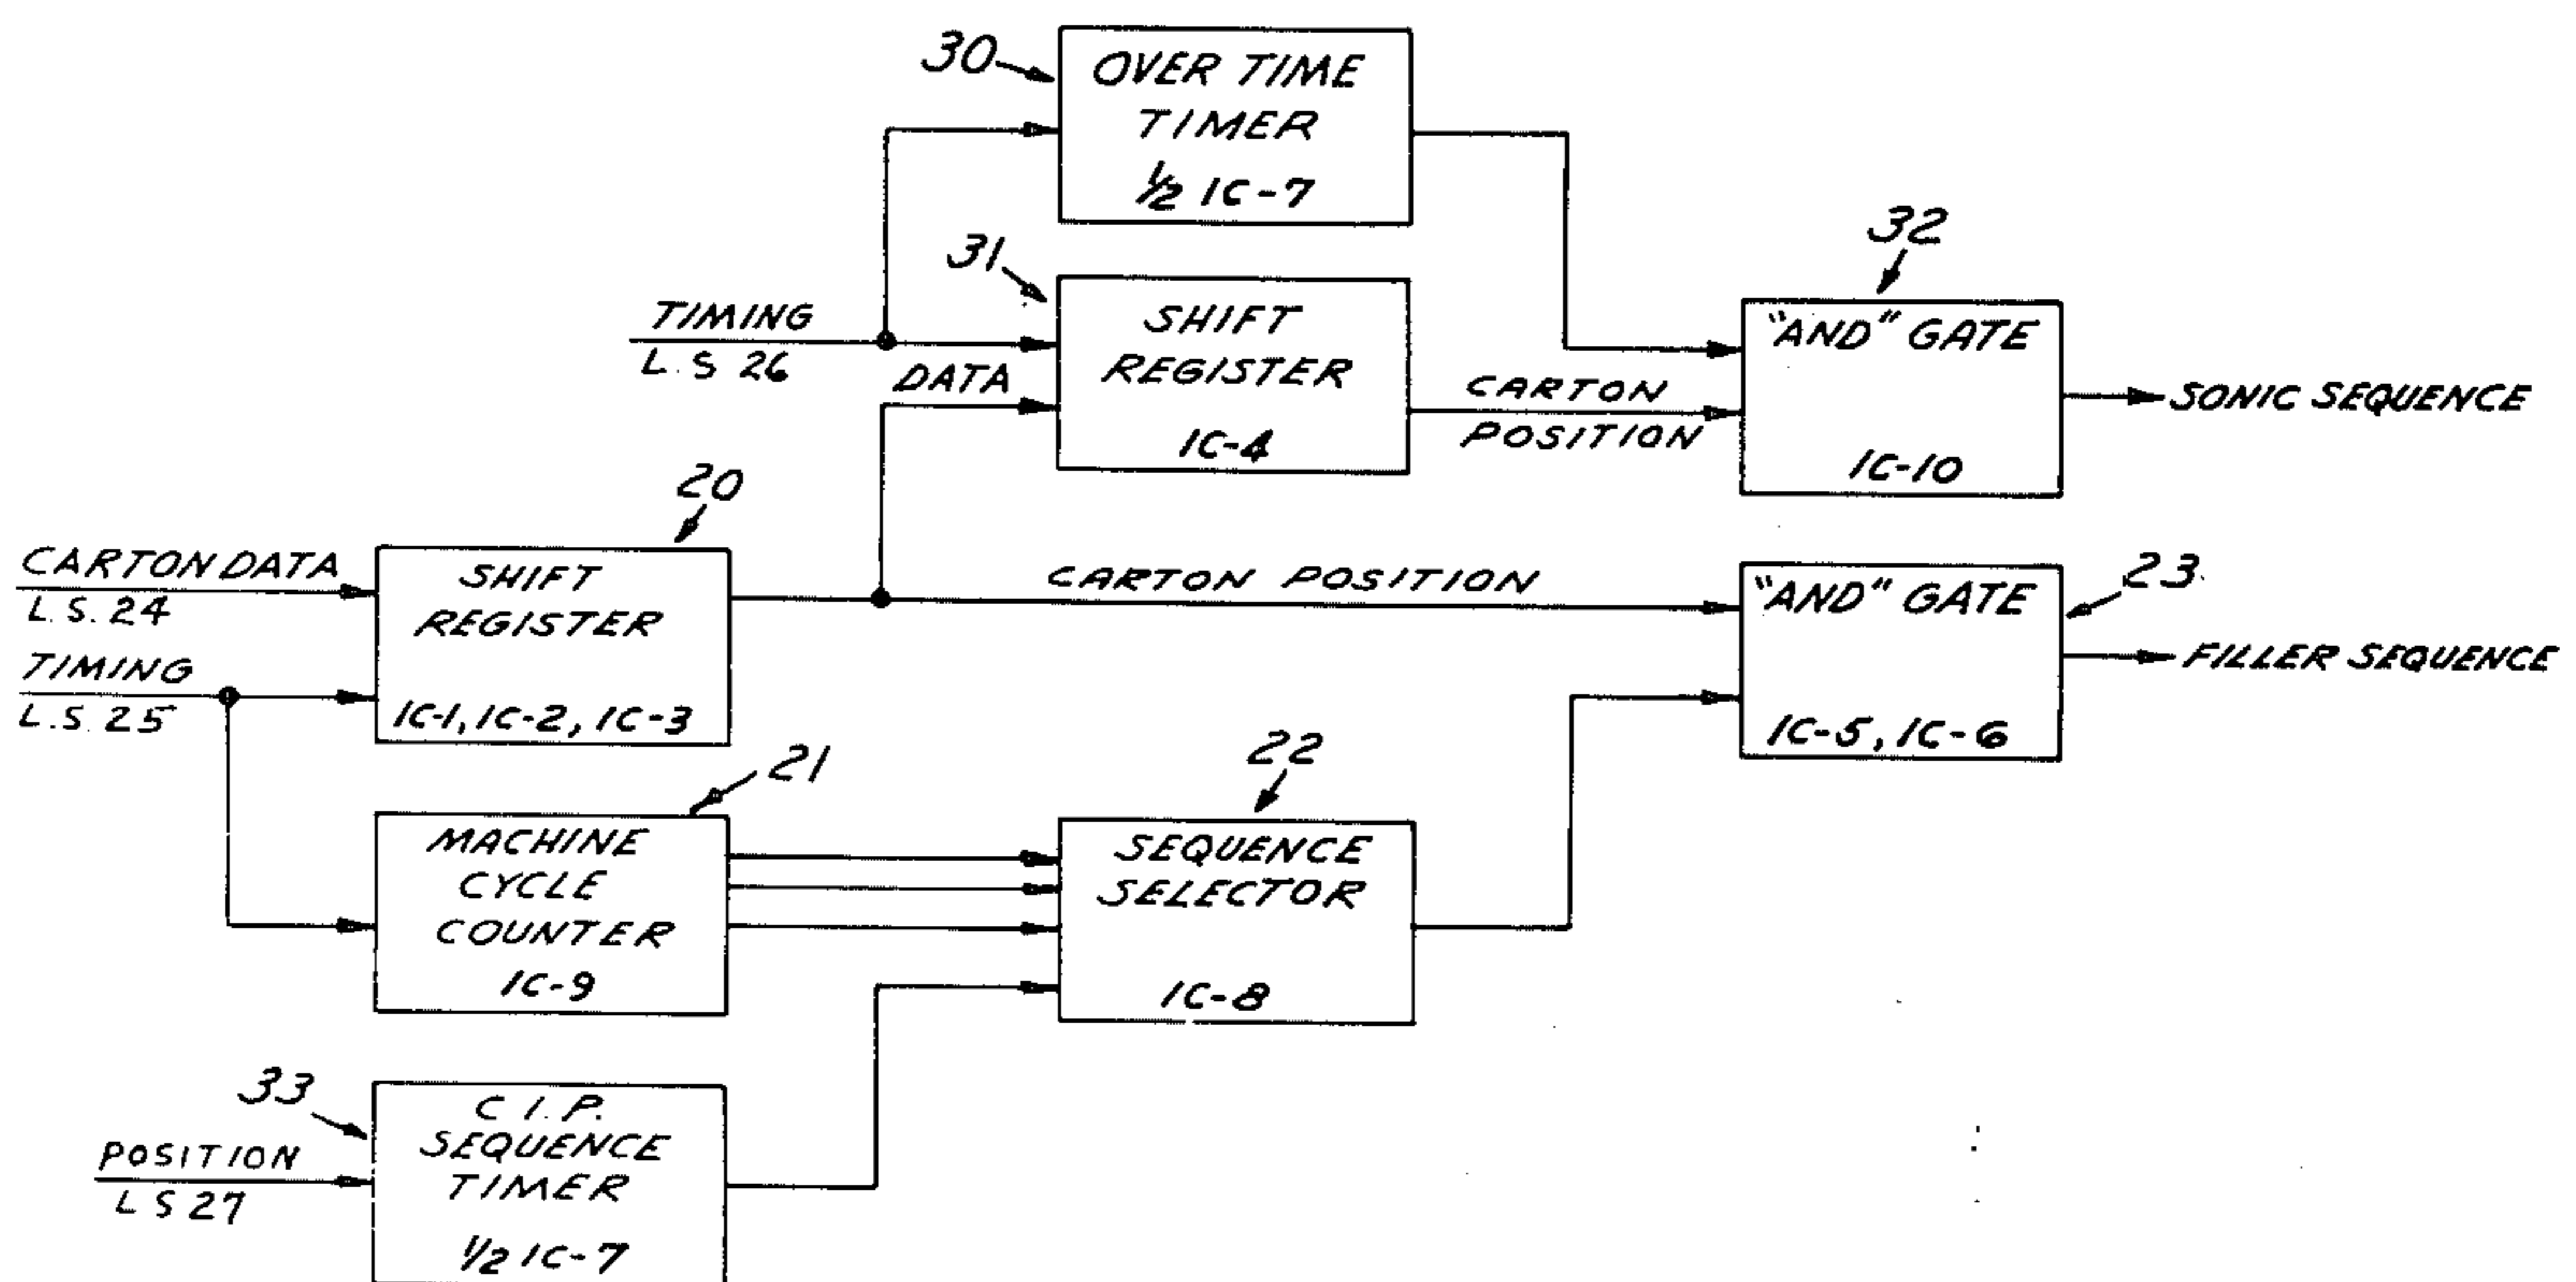 30
OVER TIME
TIMER
1/2 IC-7
31
TIMING
L. S 26
SHIFT
REGISTER
IC-4
DATA
CARTON
POSITION
32
"AND" GATE
IC-10
SONIC SEQUENCE
20
CARTON DATA
L. S. 24
TIMING
L. S. 25
SHIFT
REGISTER
IC-1, IC-2, IC-3
CARTON POSITION
23
"AND" GATE
IC-5, IC-6
FILLER SEQUENCE
21
MACHINE
CYCLE
COUNTER
IC-9
22
SEQUENCE
SELECTOR
IC-8
33
POSITION
L S 27
C I. P.
SEQUENCE
TIMER
1/2 IC-7